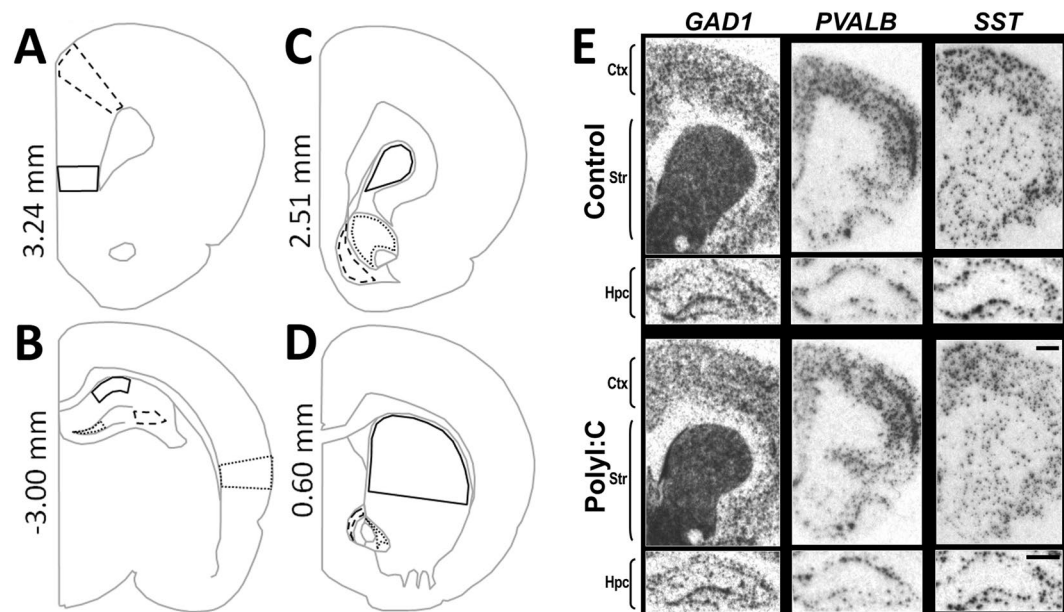 A
3.24 mm
C
2.51 mm
B
-3.00 mm
D
0.60 mm
E
GAD1
PVALB
SST
Control
Ctx
Str
Hpc
PolyI:C
Ctx
Str
Hpc